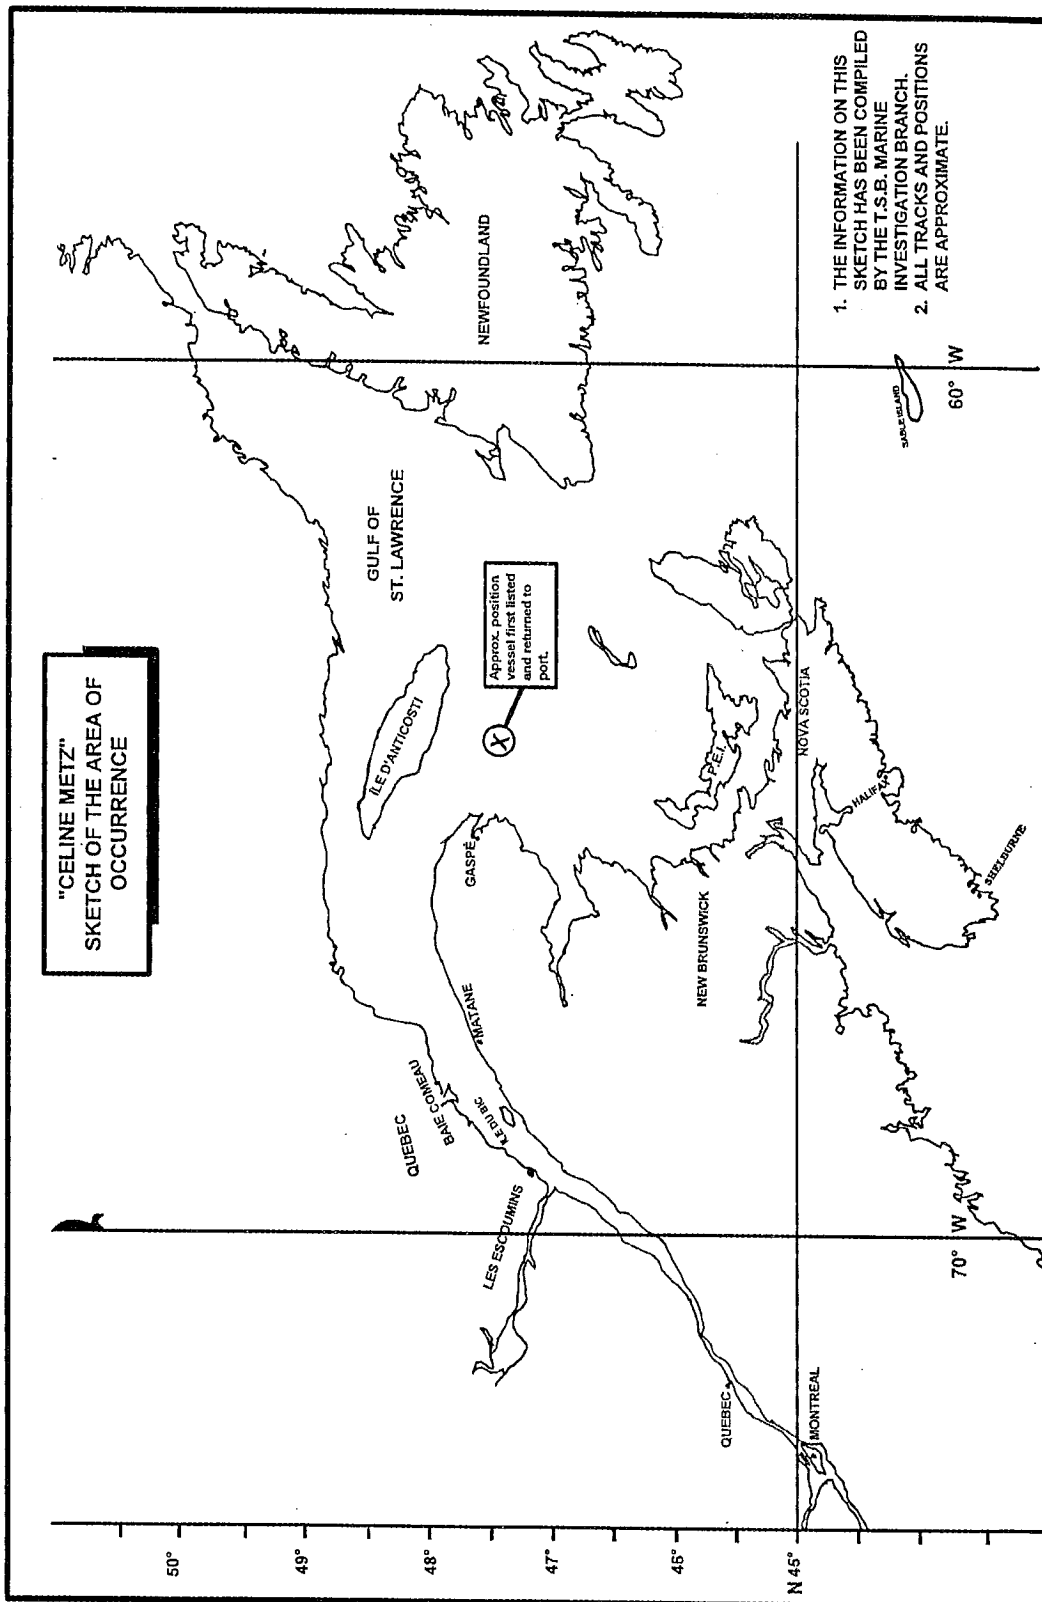 "CELINE METZ"
SKETCH OF THE AREA OF
OCCURRENCE
GULF OF
ST. LAWRENCE
NEWFOUNDLAND
ÎLE D'ANTICOSTI
Approx. position
vessel first listed
and returned to
port.
X
QUEBEC
BAIE COMEAU
LES ESCOUMINS
ILE DU BIC
MATANE
GASPÉ
P.E.I.
NEW BRUNSWICK
NOVA SCOTIA
HALIFAX
SHELBURNE
SABLE ISLAND
QUEBEC
MONTREAL
50°
49°
48°
47°
46°
N 45°
70° W
60° W
1. THE INFORMATION ON THIS
SKETCH HAS BEEN COMPILED
BY THE T.S.B. MARINE
INVESTIGATION BRANCH.
2. ALL TRACKS AND POSITIONS
ARE APPROXIMATE.